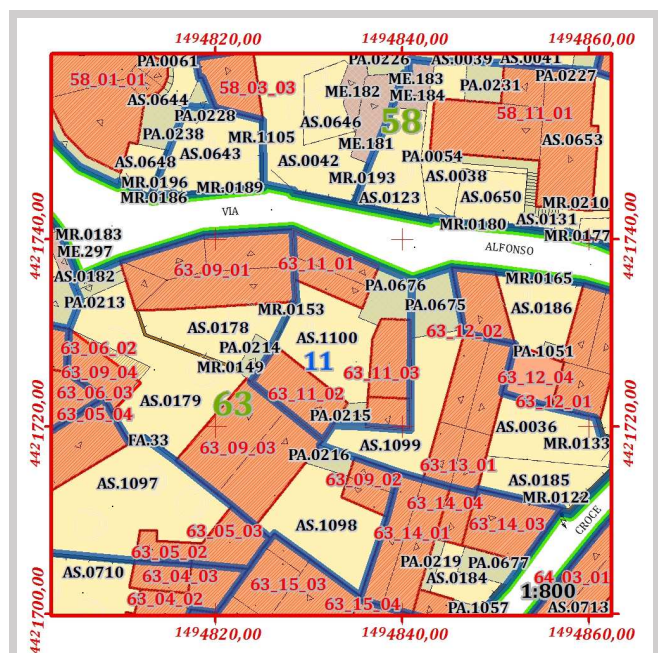 1494820,00 1494840,00 1494860,00
PA.0061 PA.0226 AS.0039 AS.0041
58_01_01 58_03_03 ME.183 PA.0227
AS.0644 ME.182 ME.184 PA.0231
PA.0228 AS.0646 58 58_11_01
PA.0238 MR.1105 ME.181 AS.0653
AS.0648 AS.0643 AS.0042 PA.0054
MR.0196 MR.0189 MR.0193 AS.0038
MR.0186 AS.0123 AS.0650 MR.0210
VIA MR.0180 AS.0131
MR.0183 ALFONSO MR.0177
ME.297
4421740,00 4421740,00
AS.0182 63_09_01 63_11_01 MR.0165
PA.0213 PA.0676 PA.0675 AS.0186
MR.0153
AS.0178 AS.1100 63_12_02
63_06_02 PA.0214 PA.1051
63_09_04 MR.0149 11 63_11_03 63_12_04
63_06_03 AS.0179 63 63_11_02 63_12_01
63_05_04 PA.0215 AS.0036
4421720,00 4421720,00
FA.33 63_09_03 AS.1099 MR.0133
PA.0216 63_13_01
AS.1097 63_09_02 AS.0185
63_14_04 MR.0122
63_05_03 AS.1098 63_14_01 63_14_03 CROCE
63_05_02
AS.0710 63_04_03 PA.0219 PA.0677
63_15_03 AS.0184 64_03_01
63_04_02 63_15_04 PA.1057 1:800
AS.0713
4421700,00 4421700,00
1494820,00 1494840,00 1494860,00